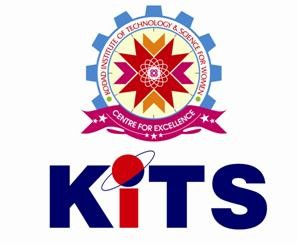 KODAD INSTITUTE OF TECHNOLOGY & SCIENCE FOR WOMEN
CENTRE FOR EXCELLENCE
KiTS